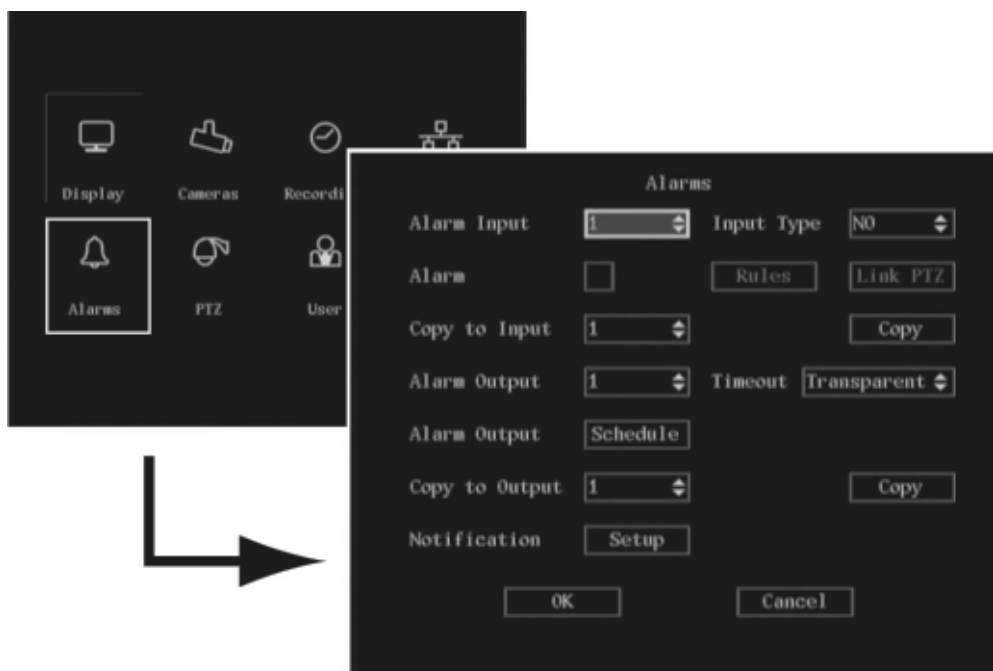 Display Cameras
Alarms PTZ User
Alarms
Alarm Input 1 Input Type NO
Alarm Rules Link PTZ
Copy to Input 1 Copy
Alarm Output 1 Timeout Transparent
Alarm Output Schedule
Copy to Output 1 Copy
Notification Setup
OK Cancel